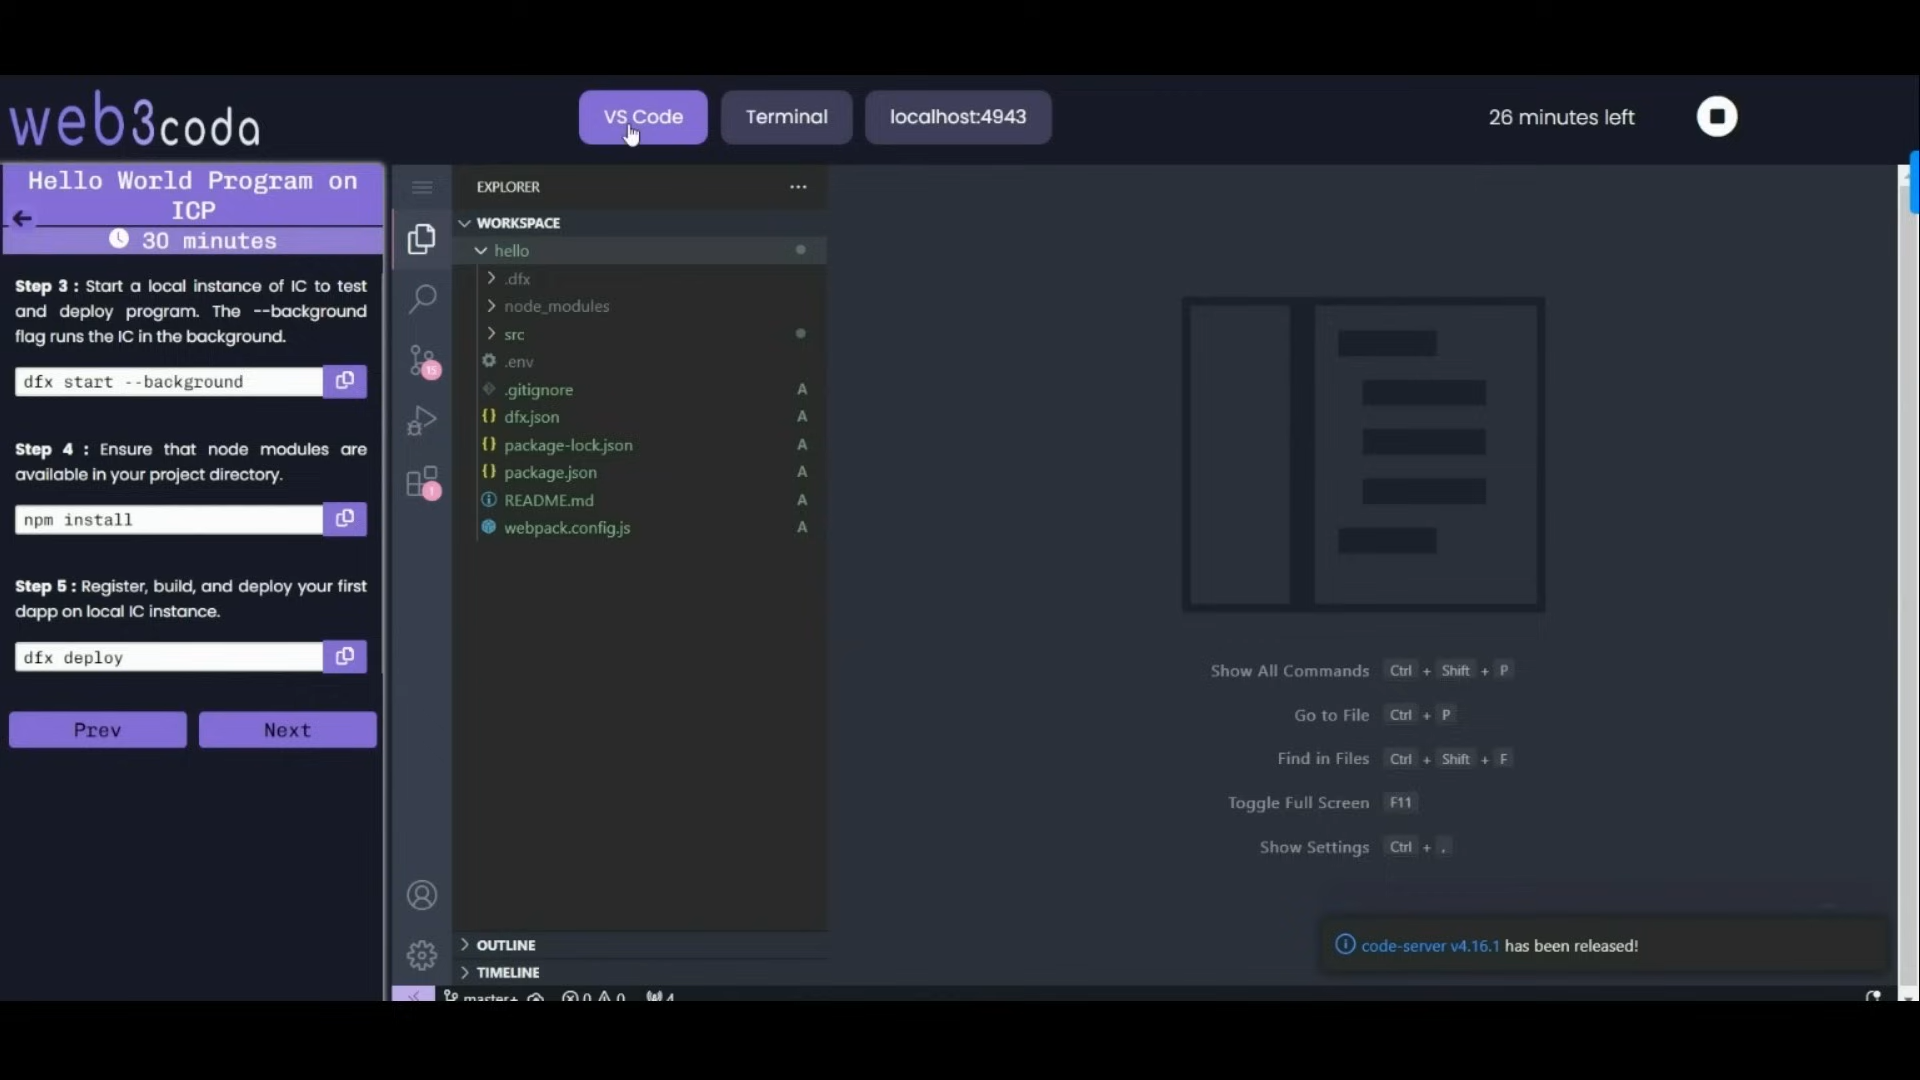 web3coda
VS Code
Terminal
localhost:4943
26 minutes left
Hello World Program on
ICP
30 minutes
Step 3 : Start a local instance of IC to test
and deploy program. The --background
flag runs the IC in the background.
dfx start --background
Step 4 : Ensure that node modules are
available in your project directory.
npm install
Step 5 : Register, build, and deploy your first
dapp on local IC instance.
dfx deploy
Prev
Next
EXPLORER
WORKSPACE
hello
.dfx
node_modules
src
.env
.gitignore A
dfx.json A
package-lock.json A
package.json A
README.md A
webpack.config.js A
15
1
OUTLINE
TIMELINE
master+ 0 0 4
Show All Commands Ctrl + Shift + P
Go to File Ctrl + P
Find in Files Ctrl + Shift + F
Toggle Full Screen F11
Show Settings Ctrl + ,
code-server v4.16.1 has been released!